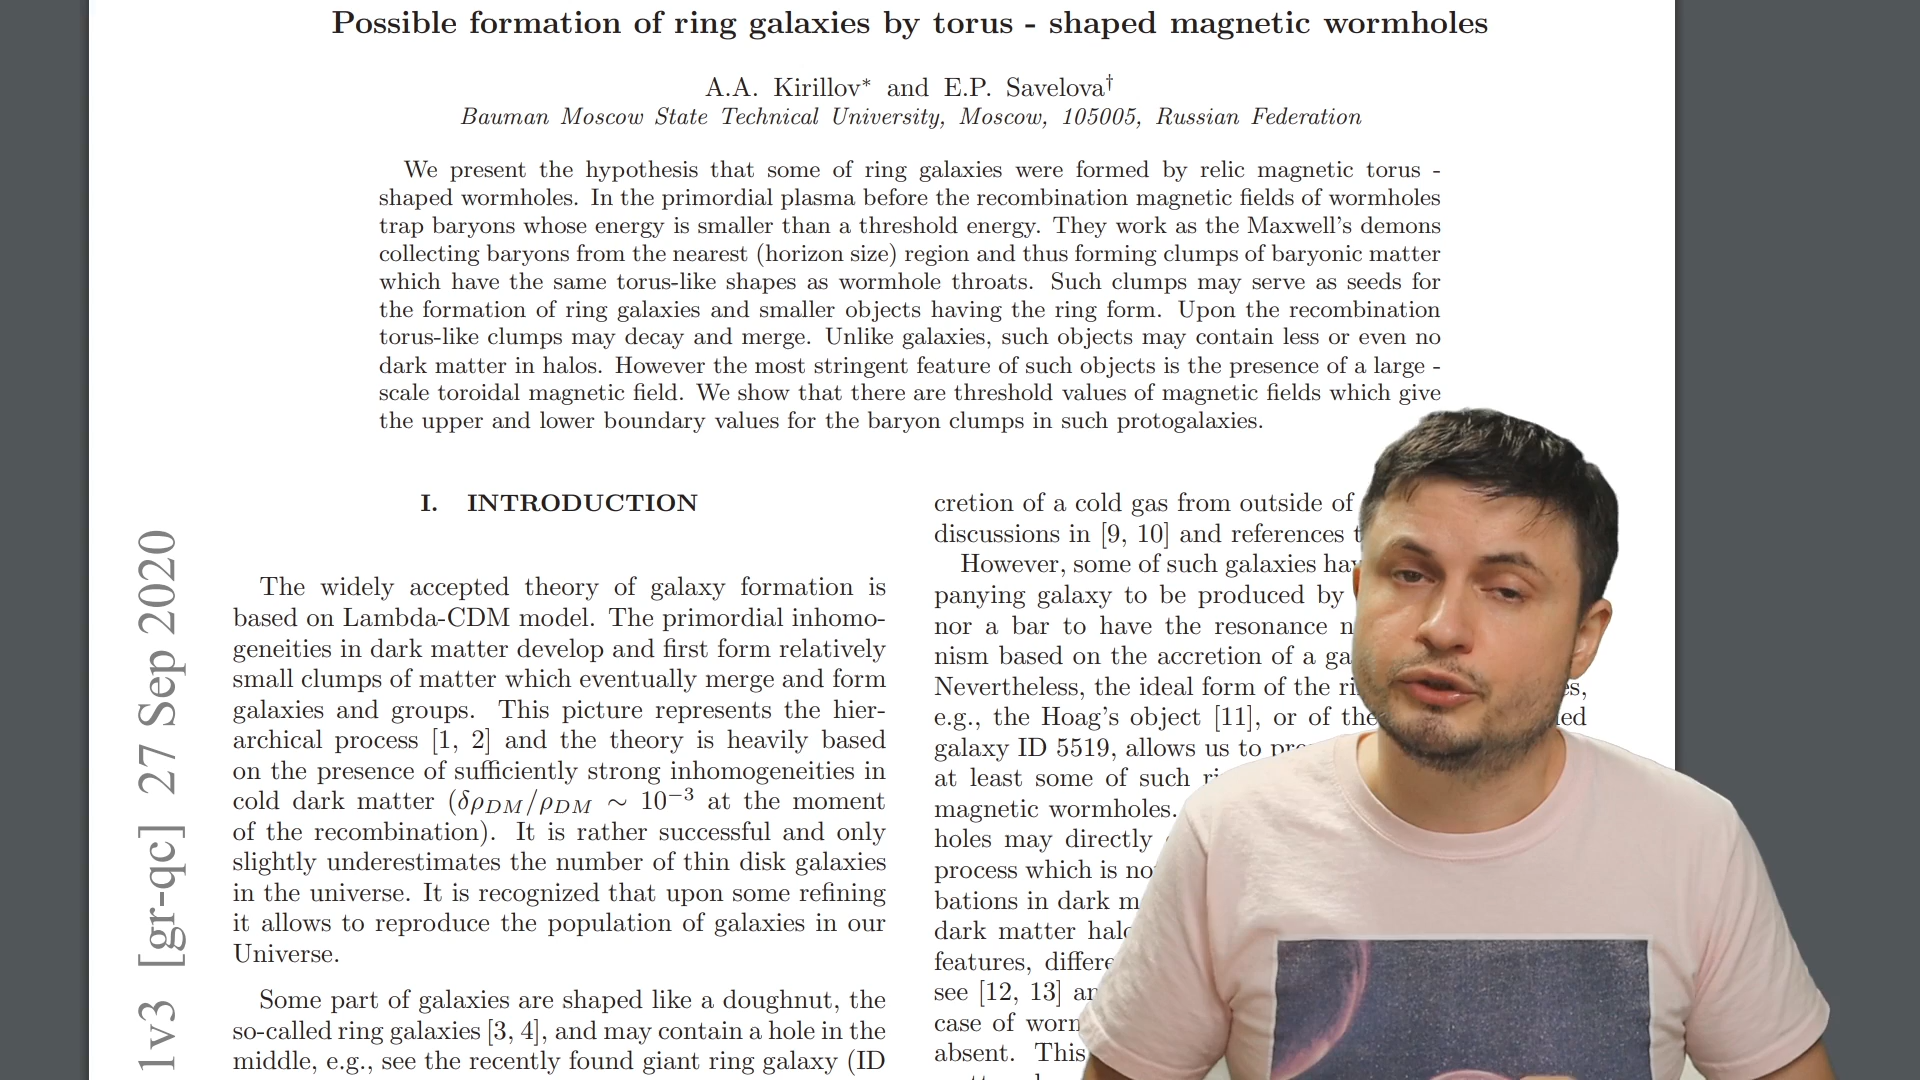 Possible formation of ring galaxies by torus - shaped magnetic wormholes
A.A. Kirillov* and E.P. Savelova†
Bauman Moscow State Technical University, Moscow, 105005, Russian Federation
We present the hypothesis that some of ring galaxies were formed by relic magnetic torus -
shaped wormholes. In the primordial plasma before the recombination magnetic fields of wormholes
trap baryons whose energy is smaller than a threshold energy. They work as the Maxwell's demons
collecting baryons from the nearest (horizon size) region and thus forming clumps of baryonic matter
which have the same torus-like shapes as wormhole throats. Such clumps may serve as seeds for
the formation of ring galaxies and smaller objects having the ring form. Upon the recombination
torus-like clumps may decay and merge. Unlike galaxies, such objects may contain less or even no
dark matter in halos. However the most stringent feature of such objects is the presence of a large -
scale toroidal magnetic field. We show that there are threshold values of magnetic fields which give
the upper and lower boundary values for the baryon clumps in such protogalaxies.
I. INTRODUCTION
The widely accepted theory of galaxy formation is
based on Lambda-CDM model. The primordial inhomo-
geneities in dark matter develop and first form relatively
small clumps of matter which eventually merge and form
galaxies and groups. This picture represents the hier-
archical process [1, 2] and the theory is heavily based
on the presence of sufficiently strong inhomogeneities in
cold dark matter (δρDM/ρDM ∼ 10−3 at the moment
of the recombination). It is rather successful and only
slightly underestimates the number of thin disk galaxies
in the universe. It is recognized that upon some refining
it allows to reproduce the population of galaxies in our
Universe.
Some part of galaxies are shaped like a doughnut, the
so-called ring galaxies [3, 4], and may contain a hole in the
middle, e.g., see the recently found giant ring galaxy (ID
cretion of a cold gas from outside of
discussions in [9, 10] and references
However, some of such galaxies
panying galaxy to be produced by
nor a bar to have the resonance
nism based on the accretion of a
Nevertheless, the ideal form of the
e.g., the Hoag's object [11], or of the
galaxy ID 5519, allows us to
at least some of such
magnetic wormholes.
holes may directly
process which is
bations in dark
dark matter
features,
see [12, 13]
case of
absent. This
1v3 [gr-qc] 27 Sep 2020